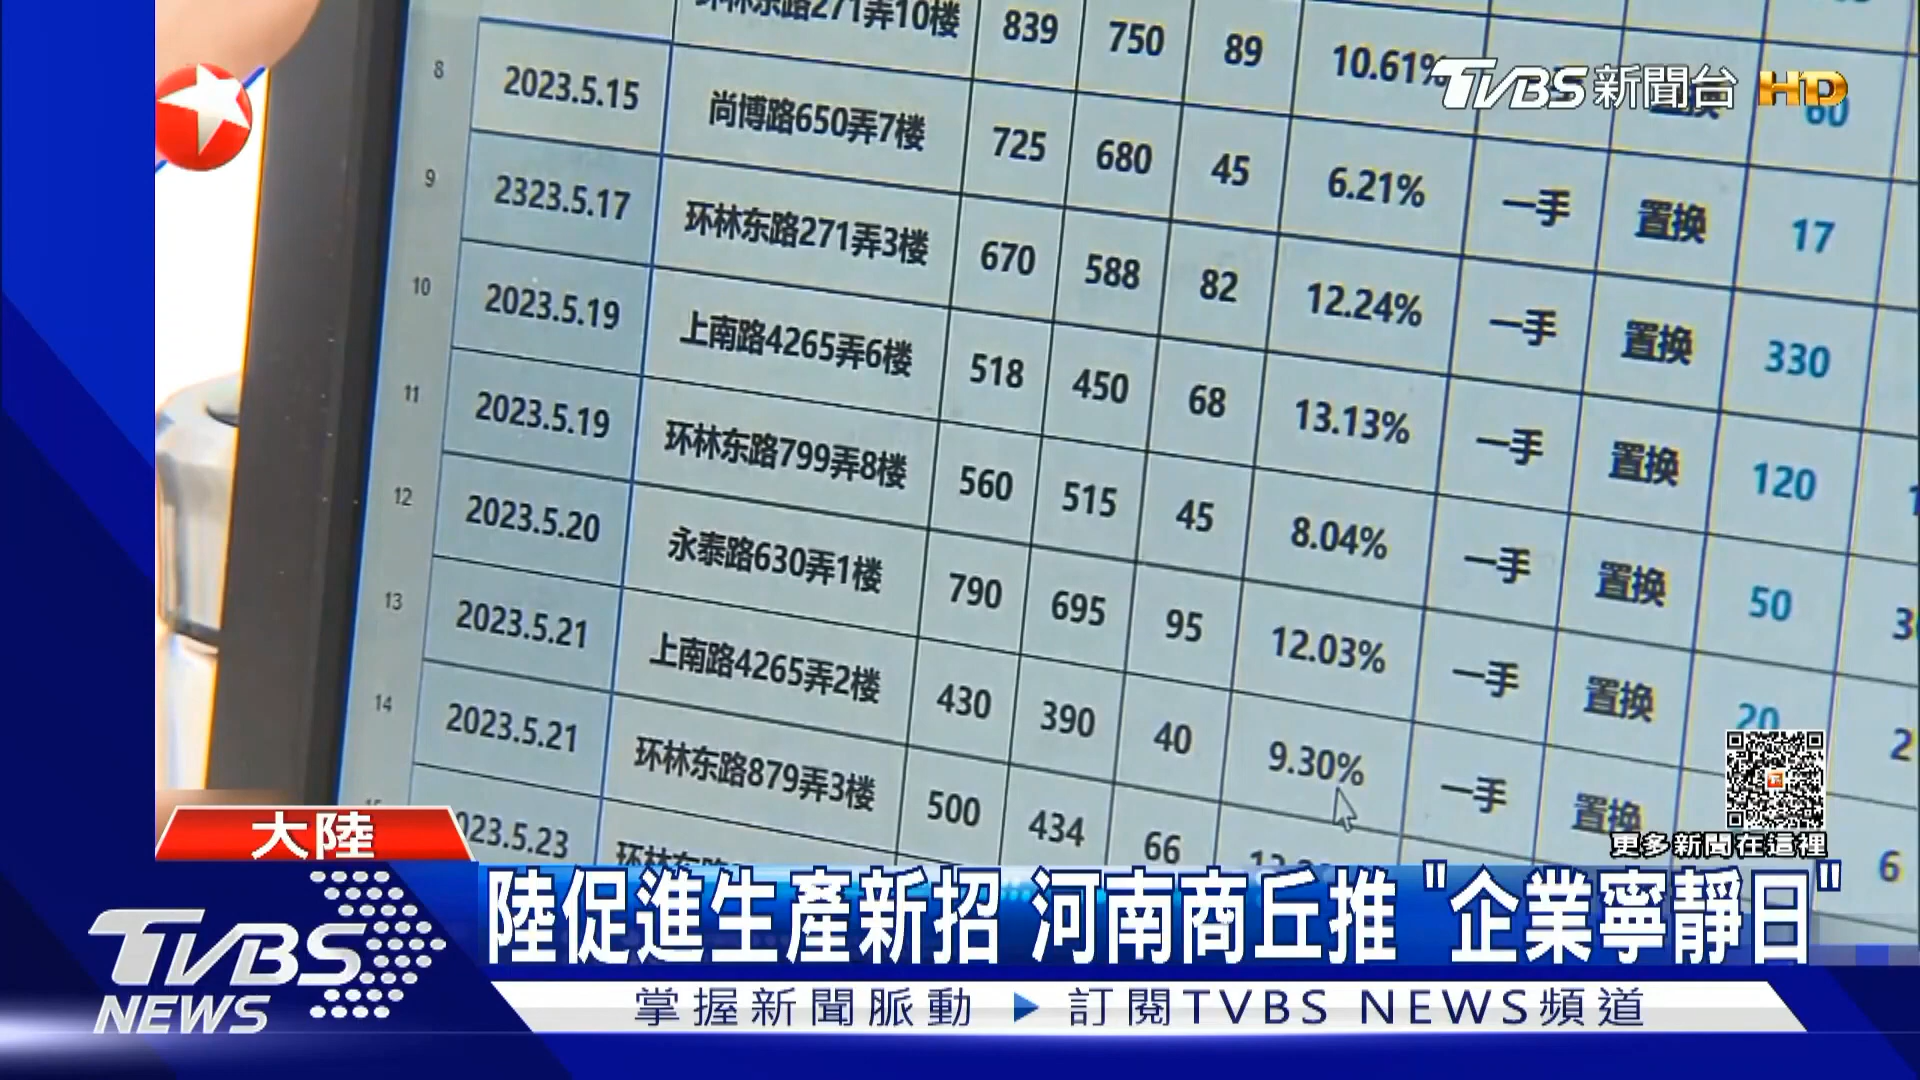 环林东路271弄10楼 839 750 89 10.61%
TVBS新聞台 HD
8 2023.5.15 尚博路650弄7楼 725 680 45 6.21% 一手 置换 17
9 2323.5.17 环林东路271弄3楼 670 588 82 12.24% 一手 置换 330
10 2023.5.19 上南路4265弄6楼 518 450 68 13.13% 一手 置换 120
11 2023.5.19 环林东路799弄8楼 560 515 45 8.04% 一手 置换 50
12 2023.5.20 永泰路630弄1楼 790 695 95 12.03% 一手 置换 20
13 2023.5.21 上南路4265弄2楼 430 390 40 9.30% 一手 置换
14 2023.5.21 环林东路879弄3楼 500 434 66
023.5.23
更多新聞在這裡
大陸
陸促進生產新招 河南商丘推"企業寧靜日"
TVBS NEWS
掌握新聞脈動 ▶ 訂閱TVBS NEWS頻道